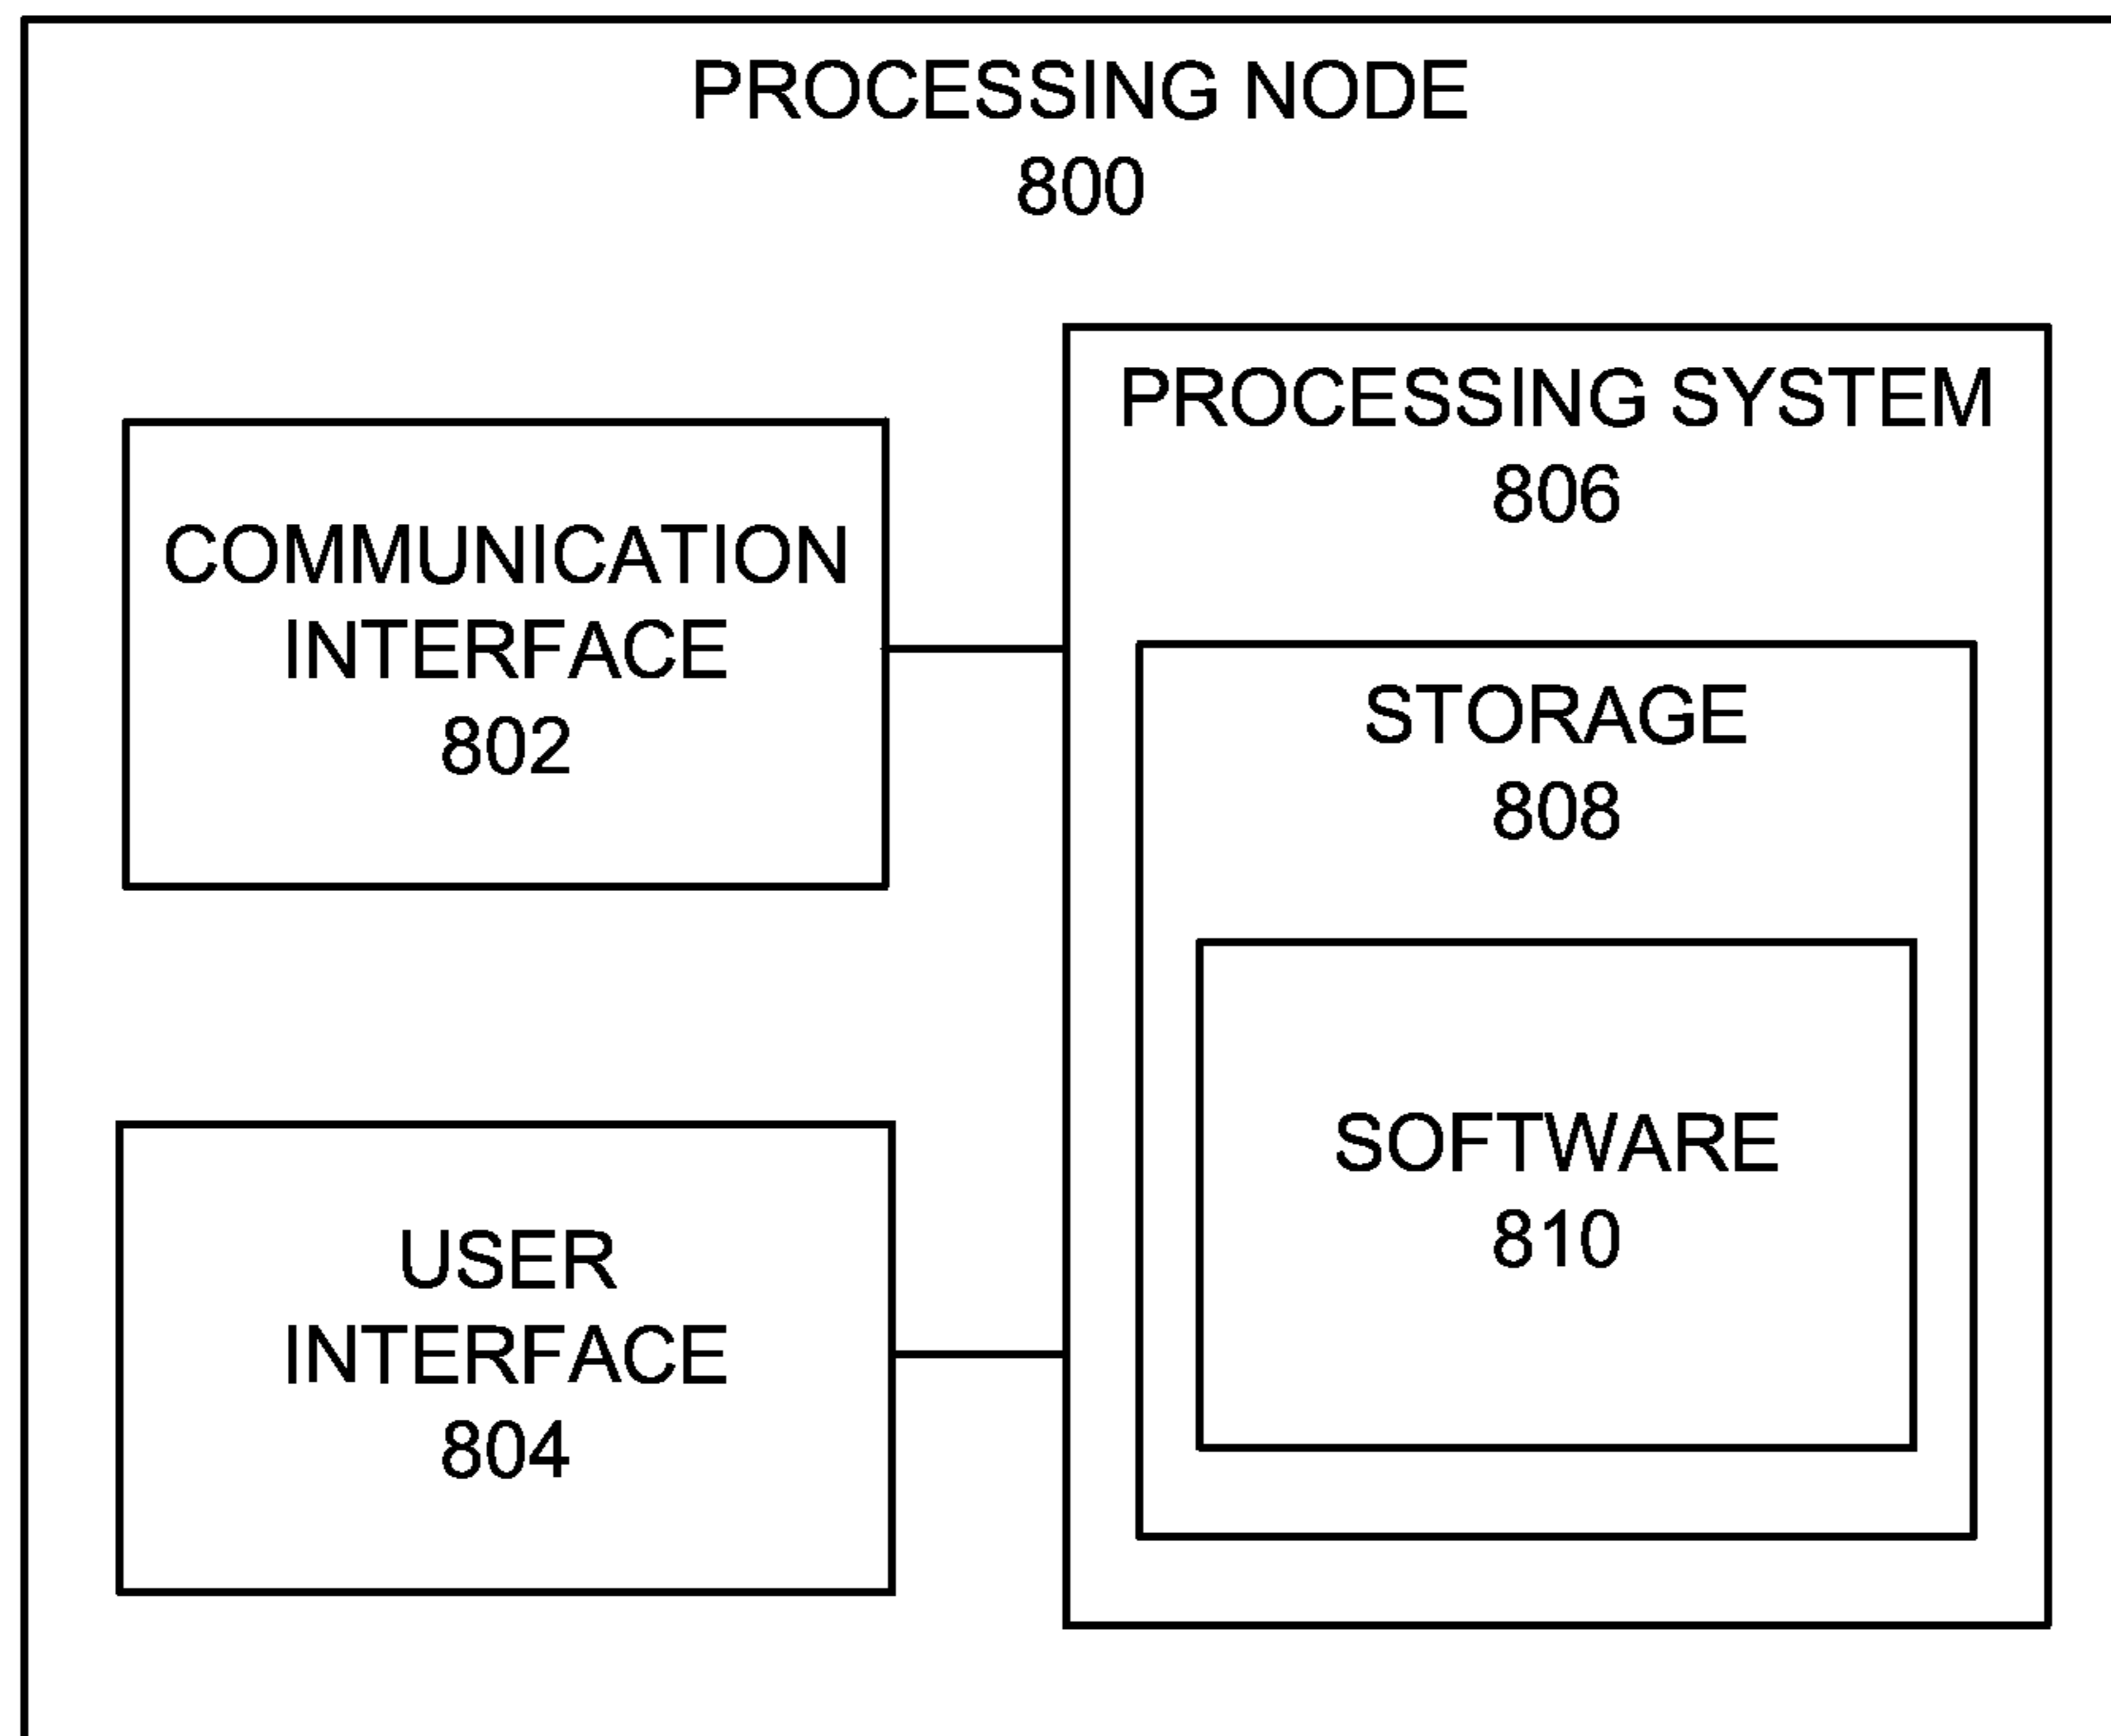 PROCESSING NODE
800
PROCESSING SYSTEM
806
COMMUNICATION
INTERFACE
802
STORAGE
808
SOFTWARE
810
USER
INTERFACE
804